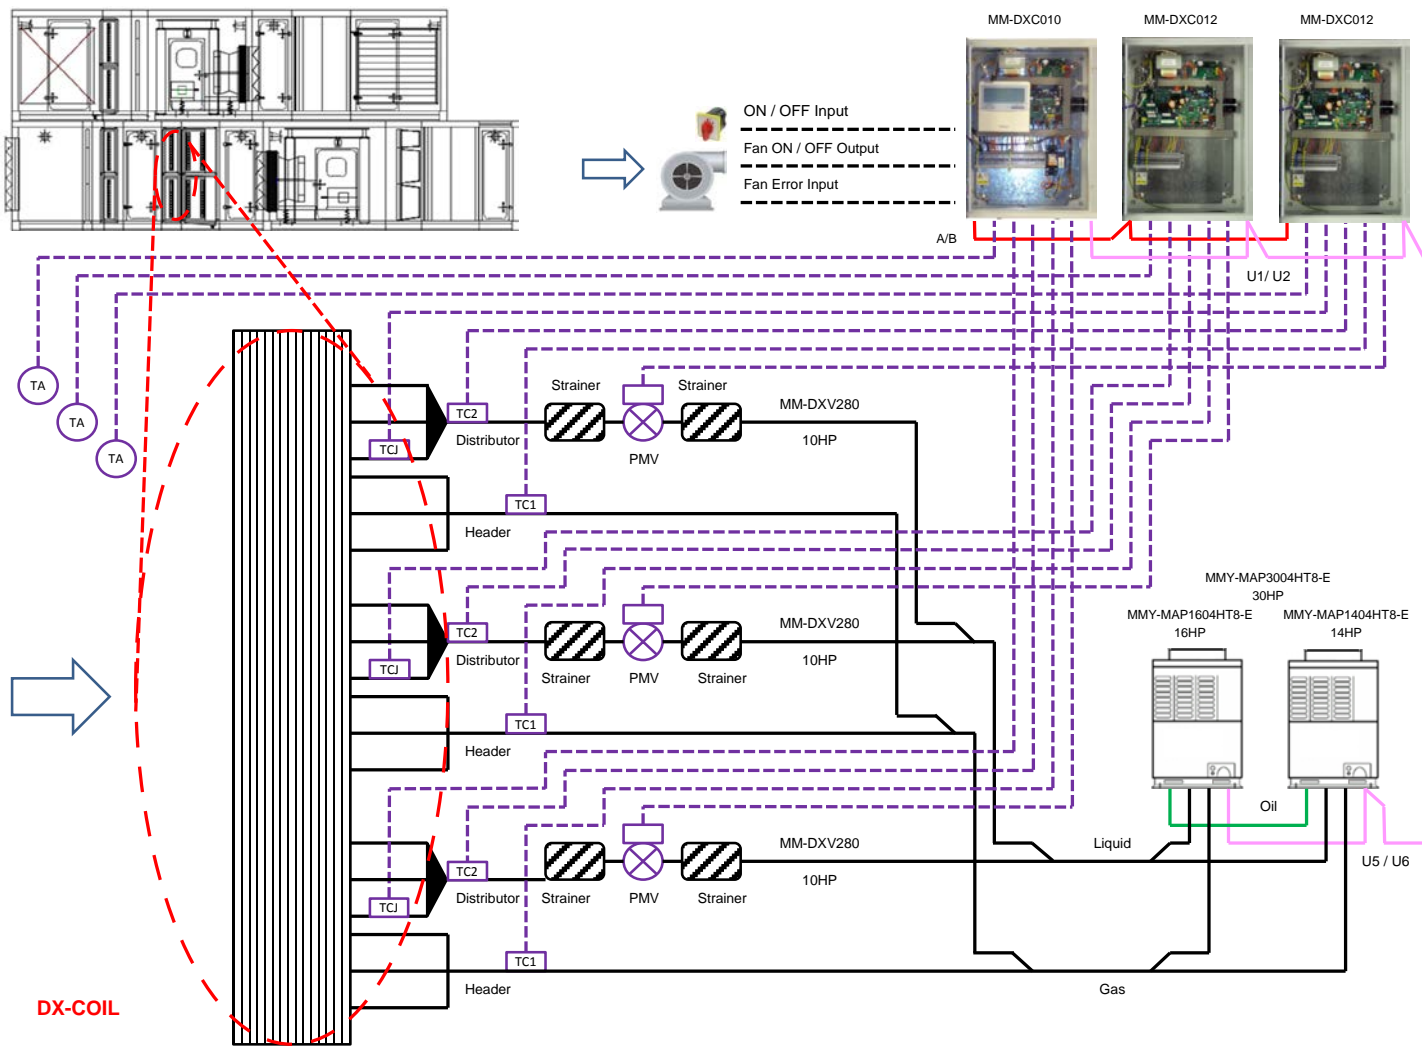 MM-DXC010
MM-DXC012
MM-DXC012
ON / OFF Input
Fan ON / OFF Output
Fan Error Input
A/B
U1/ U2
TA
TA
TA
Strainer
Strainer
MM-DXV280
TC2
Distributor
10HP
TCJ
PMV
TC1
Header
MMY-MAP3004HT8-E
30HP
MMY-MAP1604HT8-E
MMY-MAP1404HT8-E
16HP
14HP
TC2
MM-DXV280
Distributor
10HP
TCJ
Strainer
PMV
Strainer
TC1
Header
Oil
MM-DXV280
Liquid
U5 / U6
TC2
10HP
Distributor
Strainer
PMV
Strainer
TCJ
TC1
Header
Gas
DX-COIL